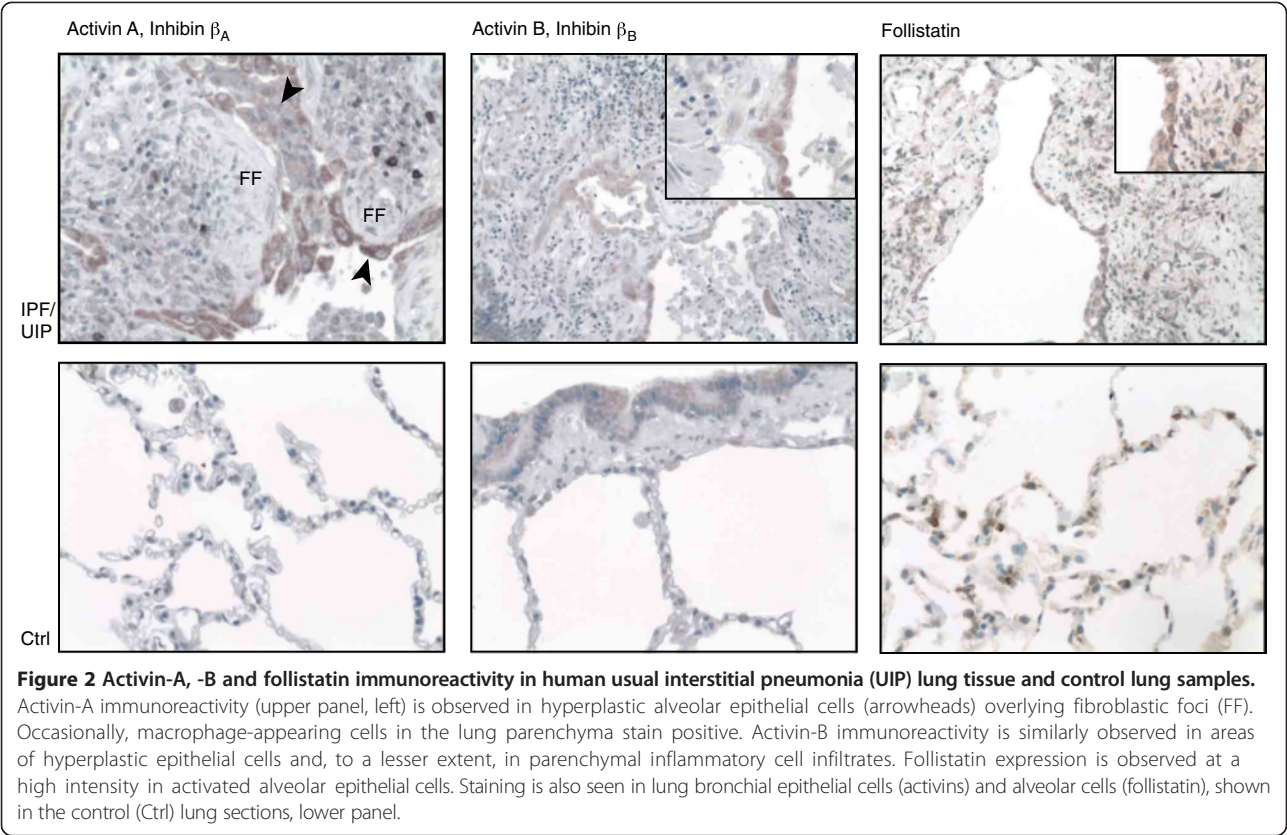 Activin A, Inhibin βA
Activin B, Inhibin βB
Follistatin
FF
FF
IPF/
UIP
Ctrl
Figure 2 Activin-A, -B and follistatin immunoreactivity in human usual interstitial pneumonia (UIP) lung tissue and control lung samples.
Activin-A immunoreactivity (upper panel, left) is observed in hyperplastic alveolar epithelial cells (arrowheads) overlying fibroblastic foci (FF).
Occasionally, macrophage-appearing cells in the lung parenchyma stain positive. Activin-B immunoreactivity is similarly observed in areas
of hyperplastic epithelial cells and, to a lesser extent, in parenchymal inflammatory cell infiltrates. Follistatin expression is observed at a
high intensity in activated alveolar epithelial cells. Staining is also seen in lung bronchial epithelial cells (activins) and alveolar cells (follistatin), shown
in the control (Ctrl) lung sections, lower panel.